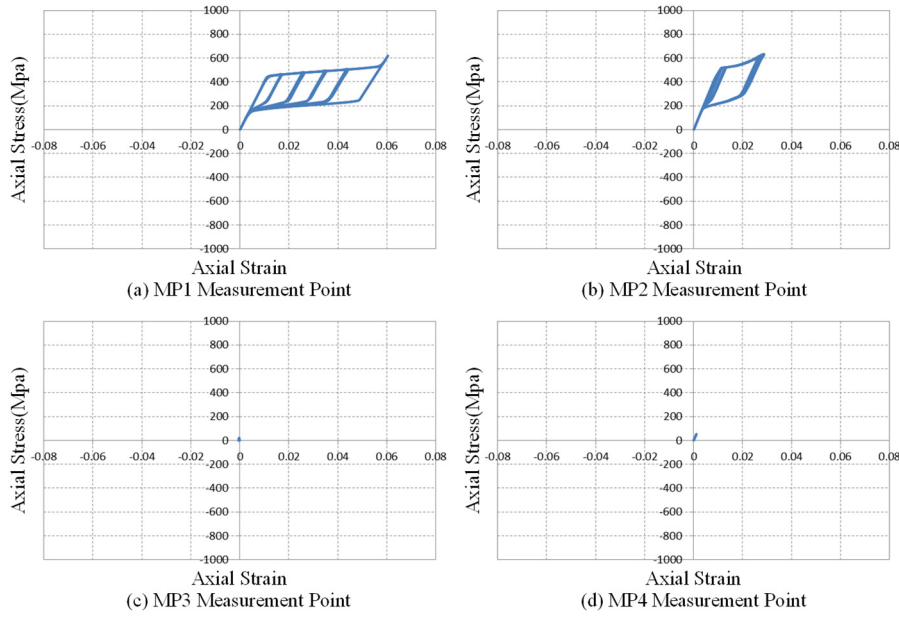 1000
800
600
400
200
0
-200
-400
-600
-800
-1000
-0.08 -0.06 -0.04 -0.02 0 0.02 0.04 0.06 0.08
Axial Stress(Mpa)
Axial Strain
(a) MP1 Measurement Point
1000
800
600
400
200
0
-200
-400
-600
-800
-1000
-0.08 -0.06 -0.04 -0.02 0 0.02 0.04 0.06 0.08
Axial Stress(Mpa)
Axial Strain
(b) MP2 Measurement Point
1000
800
600
400
200
0
-200
-400
-600
-800
-1000
-0.08 -0.06 -0.04 -0.02 0 0.02 0.04 0.06 0.08
Axial Stress(Mpa)
Axial Strain
(c) MP3 Measurement Point
1000
800
600
400
200
0
-200
-400
-600
-800
-1000
-0.08 -0.06 -0.04 -0.02 0 0.02 0.04 0.06 0.08
Axial Stress(Mpa)
Axial Strain
(d) MP4 Measurement Point